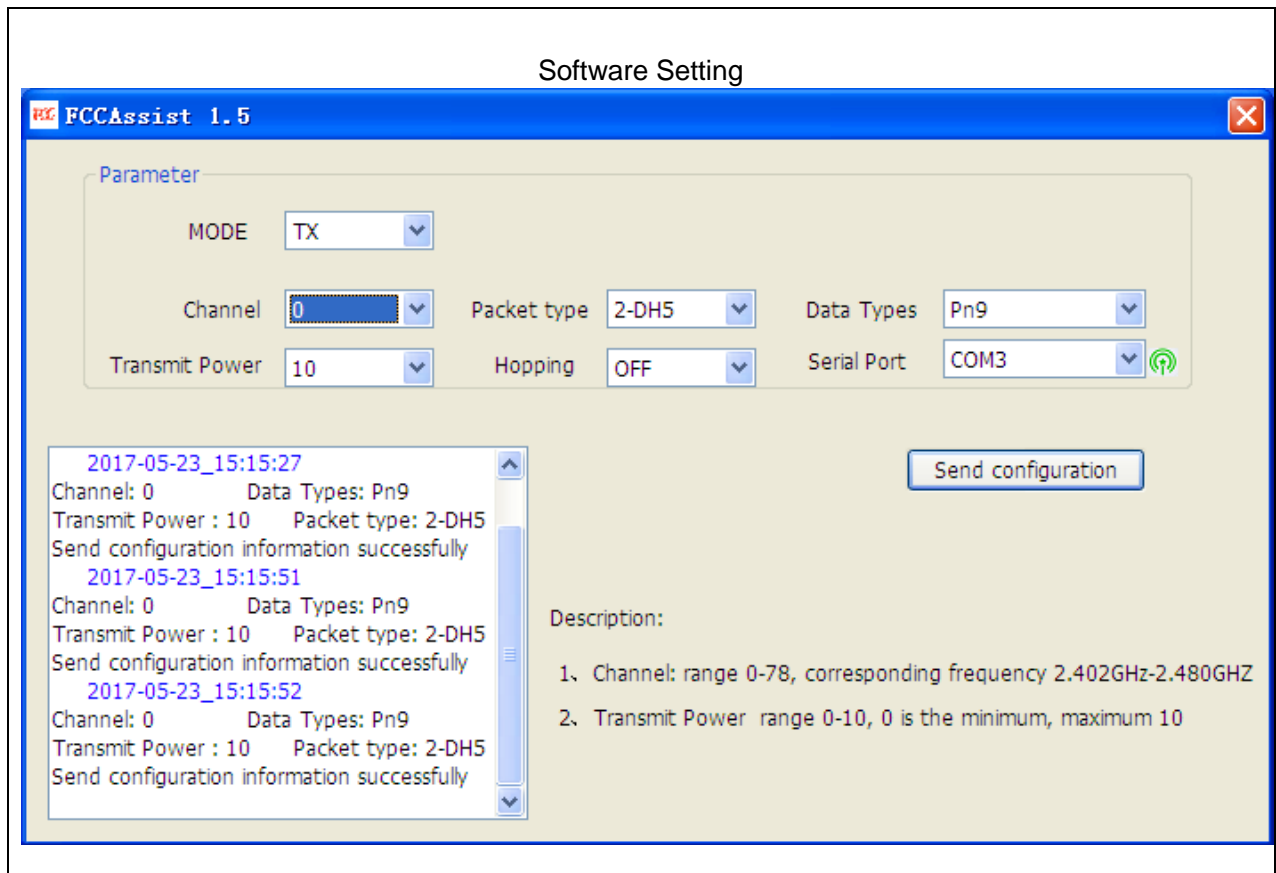 Software Setting
FCCAssist 1.5
Parameter
MODE TX
Channel 0 Packet type 2-DH5 Data Types Pn9
Transmit Power 10 Hopping OFF Serial Port COM3
Send configuration
2017-05-23_15:15:27
Channel: 0 Data Types: Pn9
Transmit Power : 10 Packet type: 2-DH5
Send configuration information successfully
2017-05-23_15:15:51
Channel: 0 Data Types: Pn9
Transmit Power : 10 Packet type: 2-DH5
Send configuration information successfully
2017-05-23_15:15:52
Channel: 0 Data Types: Pn9
Transmit Power : 10 Packet type: 2-DH5
Send configuration information successfully
Description:
1、Channel: range 0-78, corresponding frequency 2.402GHz-2.480GHZ
2、Transmit Power range 0-10, 0 is the minimum, maximum 10